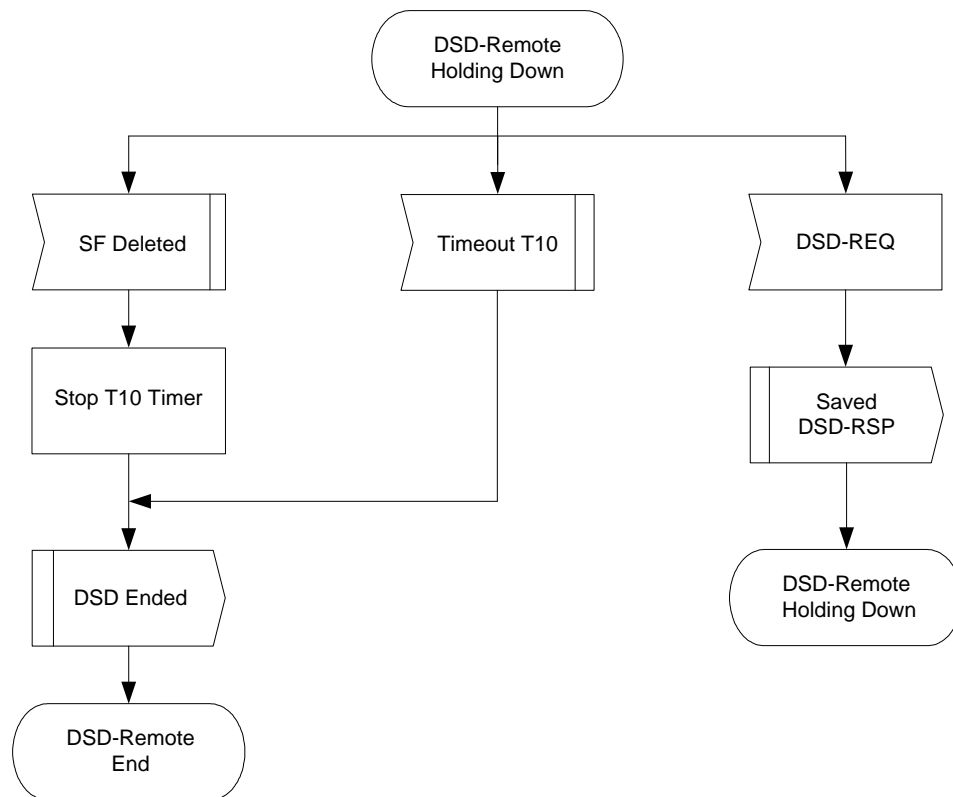 DSD-Remote
Holding Down
SF Deleted
Timeout T10
DSD-REQ
Stop T10 Timer
Saved
DSD-RSP
DSD Ended
DSD-Remote
Holding Down
DSD-Remote
End